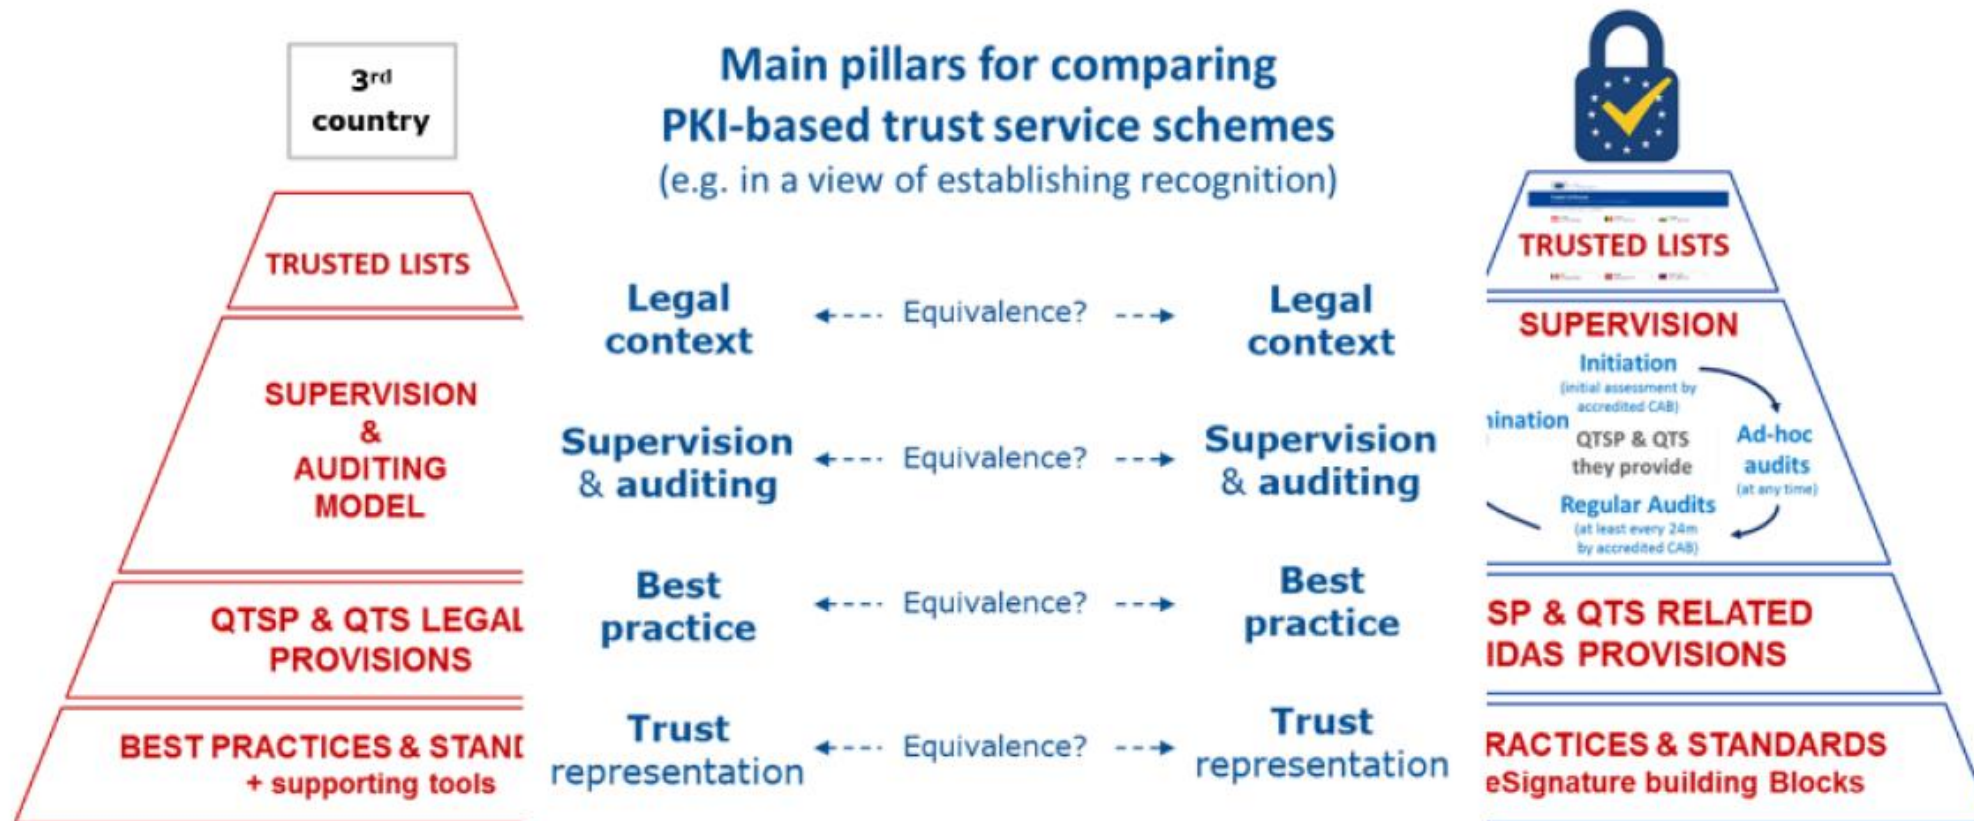 3rd
country
TRUSTED LISTS
SUPERVISION
&
AUDITING
MODEL
QTSP & QTS LEGAL
PROVISIONS
BEST PRACTICES & STAND
+ supporting tools
Main pillars for comparing
PKI-based trust service schemes
(e.g. in a view of establishing recognition)
Legal
context
Equivalence?
Legal
context
Supervision
& auditing
Equivalence?
Supervision
& auditing
Best
practice
Equivalence?
Best
practice
Trust
representation
Equivalence?
Trust
representation
TRUSTED LISTS
SUPERVISION
Initiation
(initial assessment by
accredited CAB)
mination
QTSP & QTS
they provide
Ad-hoc
audits
(at any time)
Regular Audits
(at least every 24m
by accredited CAB)
SP & QTS RELATED
IDAS PROVISIONS
RACTICES & STANDARDS
eSignature building Blocks